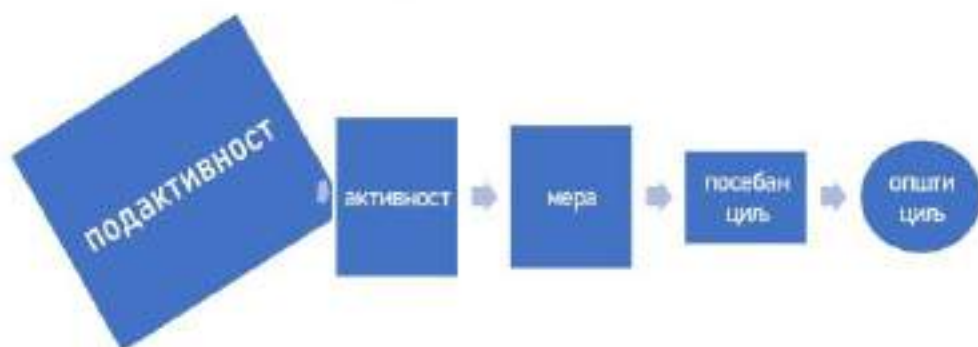 подактивност
активност
мера
посебан
циљ
општи
циљ